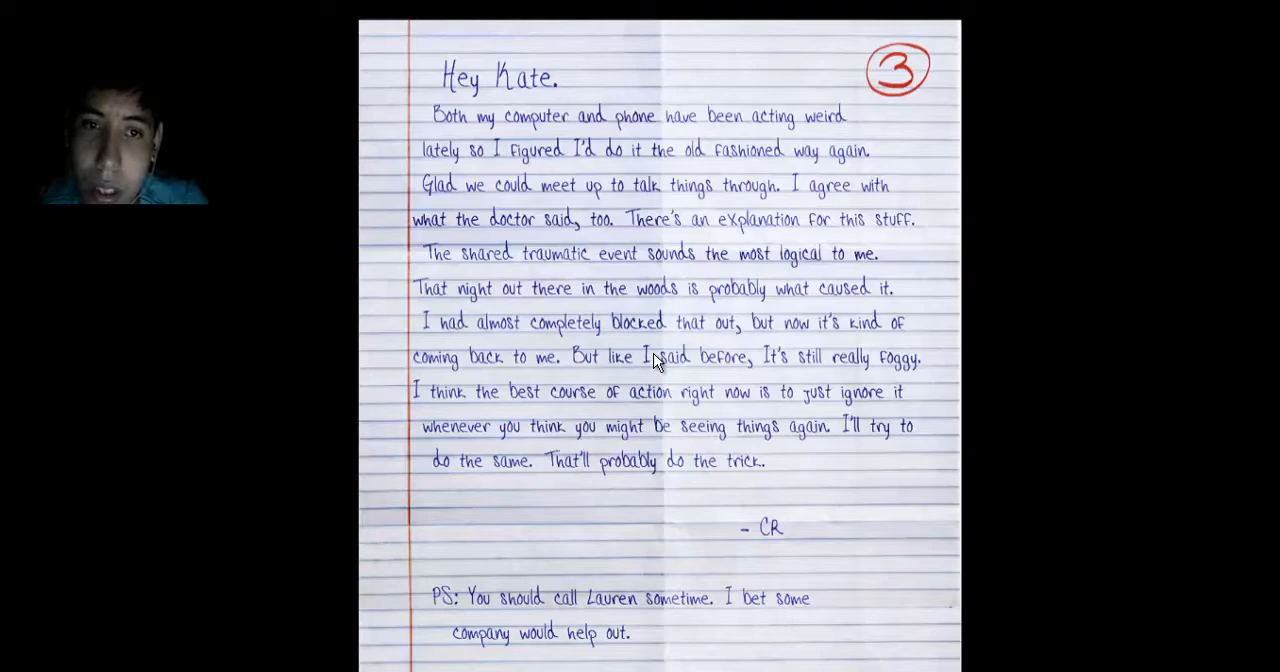 3
Hey Kate.
Both my computer and phone have been acting weird
lately so I figured I'd do it the old fashioned way again.
Glad we could meet up to talk things through. I agree with
what the doctor said, too. There's an explanation for this stuff.
The shared traumatic event sounds the most logical to me.
That night out there in the woods is probably what caused it.
I had almost completely blocked that out, but now it's kind of
coming back to me. But like I said before, It's still really foggy.
I think the best course of action right now is to just ignore it
whenever you think you might be seeing things again. I'll try to
do the same. That'll probably do the trick.
- CR
PS: You should call Lauren sometime. I bet some
company would help out.